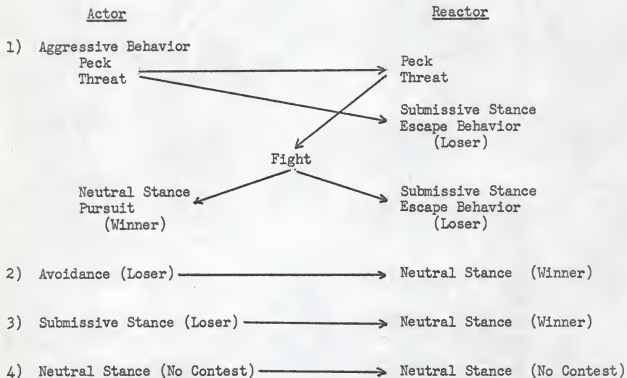 Actor Reactor
1) Aggressive Behavior
Peck Peck
Threat Threat
Submissive Stance
Escape Behavior
(Loser)
Fight
Neutral Stance Submissive Stance
Pursuit Escape Behavior
(Winner) (Loser)
2) Avoidance (Loser) Neutral Stance (Winner)
3) Submissive Stance (Loser) Neutral Stance (Winner)
4) Neutral Stance (No Contest) Neutral Stance (No Contest)